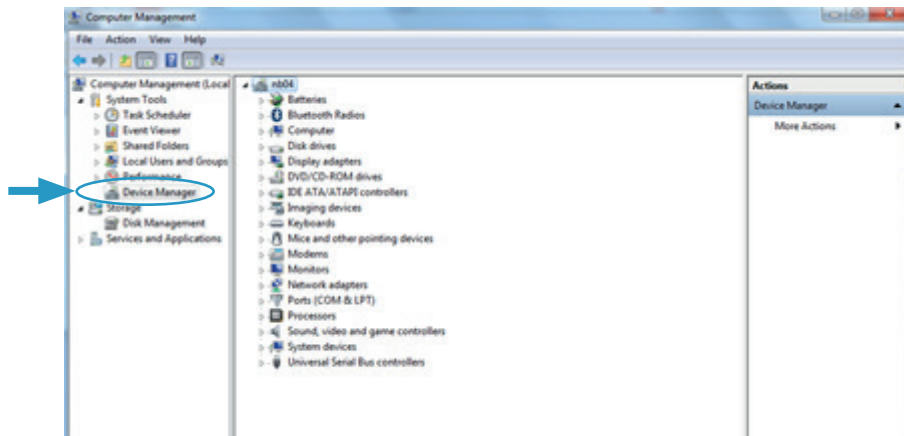 Computer Management
File Action View Help
Computer Management (Local
System Tools
Task Scheduler
Event Viewer
Shared Folders
Local Users and Groups
Performance
Device Manager
Storage
Disk Management
Services and Applications
nb04
Batteries
Bluetooth Radios
Computer
Disk drives
Display adapters
DVD/CD-ROM drives
IDE ATA/ATAPI controllers
Imaging devices
Keyboards
Mice and other pointing devices
Modems
Monitors
Network adapters
Ports (COM & LPT)
Processors
Sound, video and game controllers
System devices
Universal Serial Bus controllers
Actions
Device Manager
More Actions